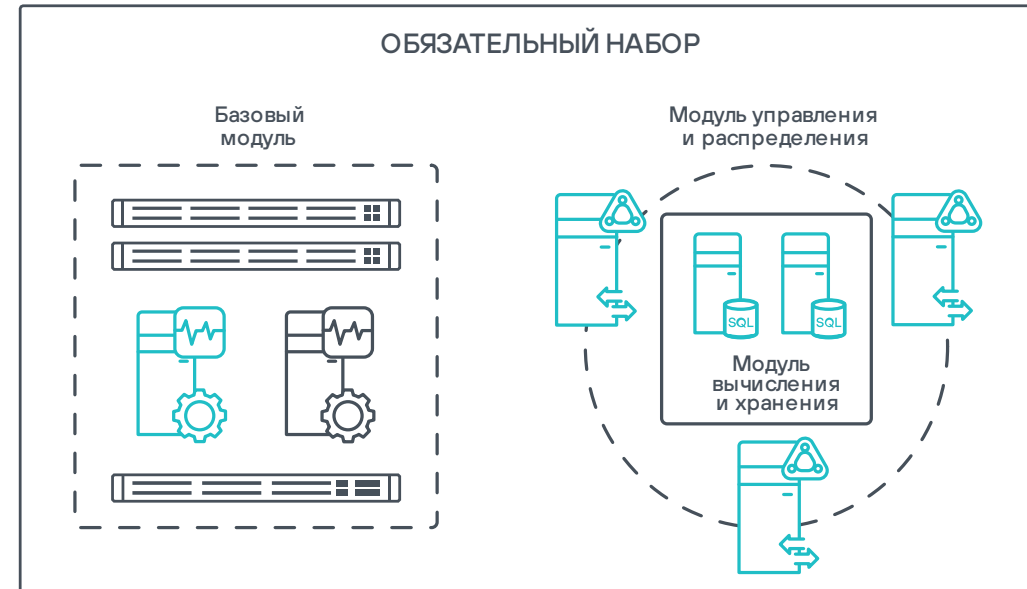 ОБЯЗАТЕЛЬНЫЙ НАБОР
Базовый
модуль
Модуль управления
и распределения
SQL
SQL
Модуль
вычисления
и хранения